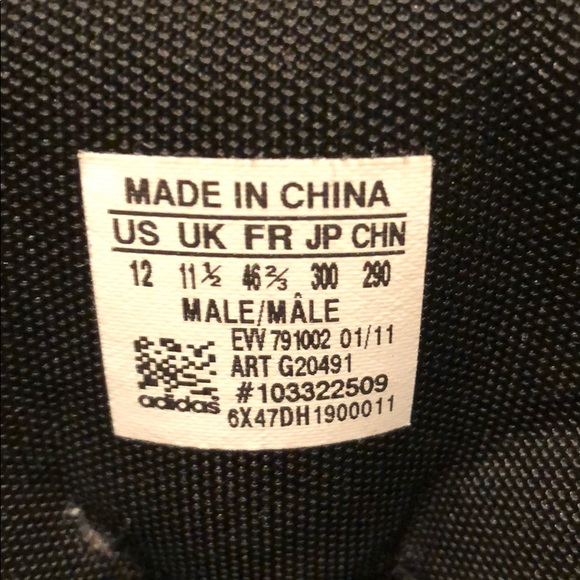 MADE IN CHINA
US UK FR JP CHN
12 11½ 46⅔ 300 290
MALE/MÂLE
EVV 791002 01/11
ART G20491
#103322509
adidas
6X47DH1900011